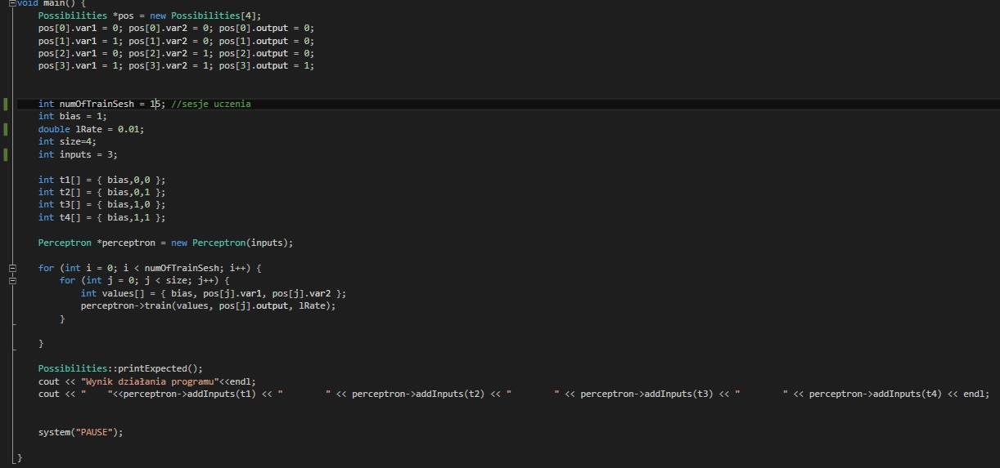 void main() {
Possibilities *pos = new Possibilities[4];
pos[0].var1 = 0; pos[0].var2 = 0; pos[0].output = 0;
pos[1].var1 = 1; pos[1].var2 = 0; pos[1].output = 0;
pos[2].var1 = 0; pos[2].var2 = 1; pos[2].output = 0;
pos[3].var1 = 1; pos[3].var2 = 1; pos[3].output = 1;
int numOfTrainSesh = 15; //sesje uczenia
int bias = 1;
double lRate = 0.01;
int size=4;
int inputs = 3;
int t1[] = { bias,0,0 };
int t2[] = { bias,0,1 };
int t3[] = { bias,1,0 };
int t4[] = { bias,1,1 };
Perceptron *perceptron = new Perceptron(inputs);
for (int i = 0; i < numOfTrainSesh; i++) {
for (int j = 0; j < size; j++) {
int values[] = { bias, pos[j].var1, pos[j].var2 };
perceptron->train(values, pos[j].output, lRate);
}
}
Possibilities::printExpected();
cout << "Wynik działania programu"<<endl;
cout << "    "<<perceptron->addInputs(t1) << "        " << perceptron->addInputs(t2) << "        " << perceptron->addInputs(t3) << "        " << perceptron->addInputs(t4) << endl;
system("PAUSE");
}